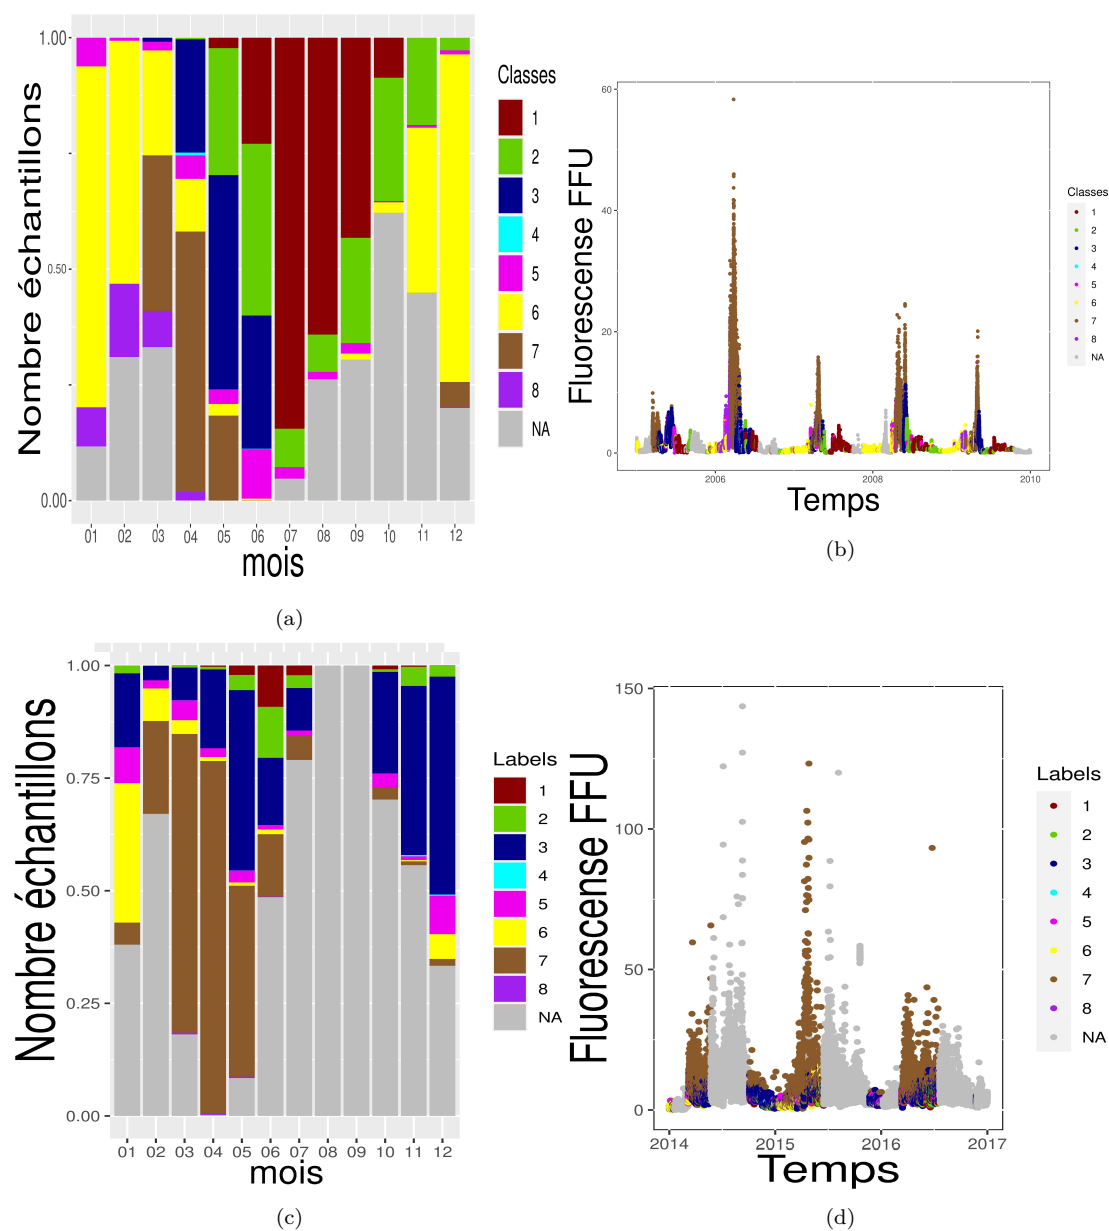 1.00
0.50
0.00
Nombre échantillons
01 02 03 04 05 06 07 08 09 10 11 12
mois
Classes
1
2
3
4
5
6
7
8
NA
(a)
60
40
20
0
Fluorescense FFU
2006 2008 2010
Temps
Classes
1
2
3
4
5
6
7
8
NA
(b)
1.00
0.75
0.50
0.25
0.00
Nombre échantillons
01 02 03 04 05 06 07 08 09 10 11 12
mois
Labels
1
2
3
4
5
6
7
8
NA
(c)
150
100
50
0
Fluorescense FFU
2014 2015 2016 2017
Temps
Labels
1
2
3
4
5
6
7
8
NA
(d)